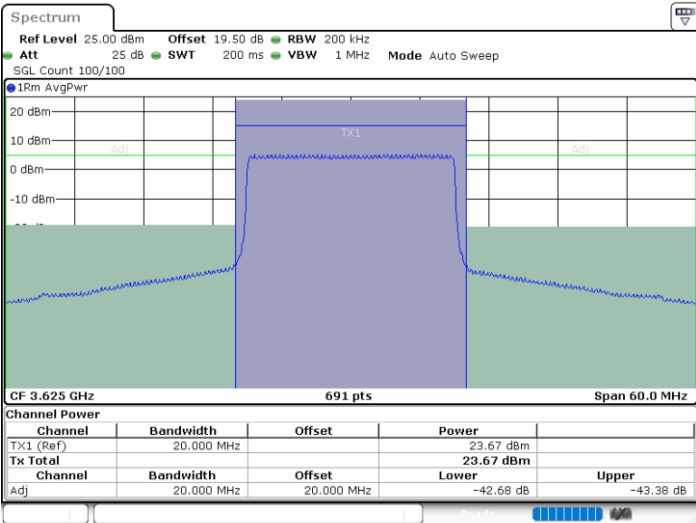 Spectrum
Ref Level 25.00 dBm Offset 19.50 dB RBW 200 kHz
Att 25 dB SWT 200 ms VBW 1 MHz Mode Auto Sweep
SGL Count 100/100
1Rm AvgPwr
20 dBm
TX1
10 dBm
Adj
Adj
0 dBm
-10 dBm
CF 3.625 GHz 691 pts Span 60.0 MHz
Channel Power
Channel Bandwidth Offset Power
TX1 (Ref) 20.000 MHz 23.67 dBm
Tx Total 23.67 dBm
Channel Bandwidth Offset Lower Upper
Adj 20.000 MHz 20.000 MHz -42.68 dB -43.38 dB
Ready